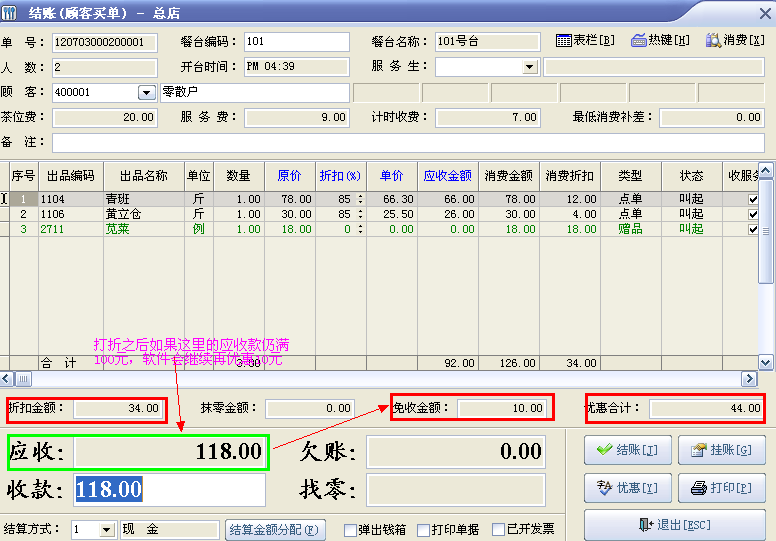 结账(顾客买单) - 总店
单 号: 120703000200001 餐台编码: 101 餐台名称: 101号台 表栏[B] 热键[H] 消费[X]
人 数: 2 开台时间: PM 04:39 服 务 生:
顾 客: 400001 零散户
茶位费: 20.00 服 务 费: 9.00 计时收费: 7.00 最低消费补差: 0.00
备 注:
序号 出品编码 出品名称 单位 数量 原价 折扣(%) 单价 应收金额 消费金额 消费折扣 类型 状态 收服务
1 1104 青班 斤 1.00 78.00 85 66.30 66.00 78.00 12.00 点单 叫起
2 1106 黄立仓 斤 1.00 30.00 85 25.50 26.00 30.00 4.00 点单 叫起
3 2711 苋菜 例 1.00 18.00 0 0.00 0.00 18.00 18.00 赠品 叫起
打折之后如果这里的应收款仍满
100元，软件会继续再优惠10元
合 计 3.00 92.00 126.00 34.00
折扣金额: 34.00 抹零金额: 0.00 免收金额: 10.00 优惠合计: 44.00
应收: 118.00 欠账: 0.00 结账[J] 挂账[G]
收款: 118.00 找零: 优惠[Y] 打印[P]
结算方式: 1 现 金 结算金额分配(F) 弹出钱箱 打印单据 已开发票 退出[ESC]